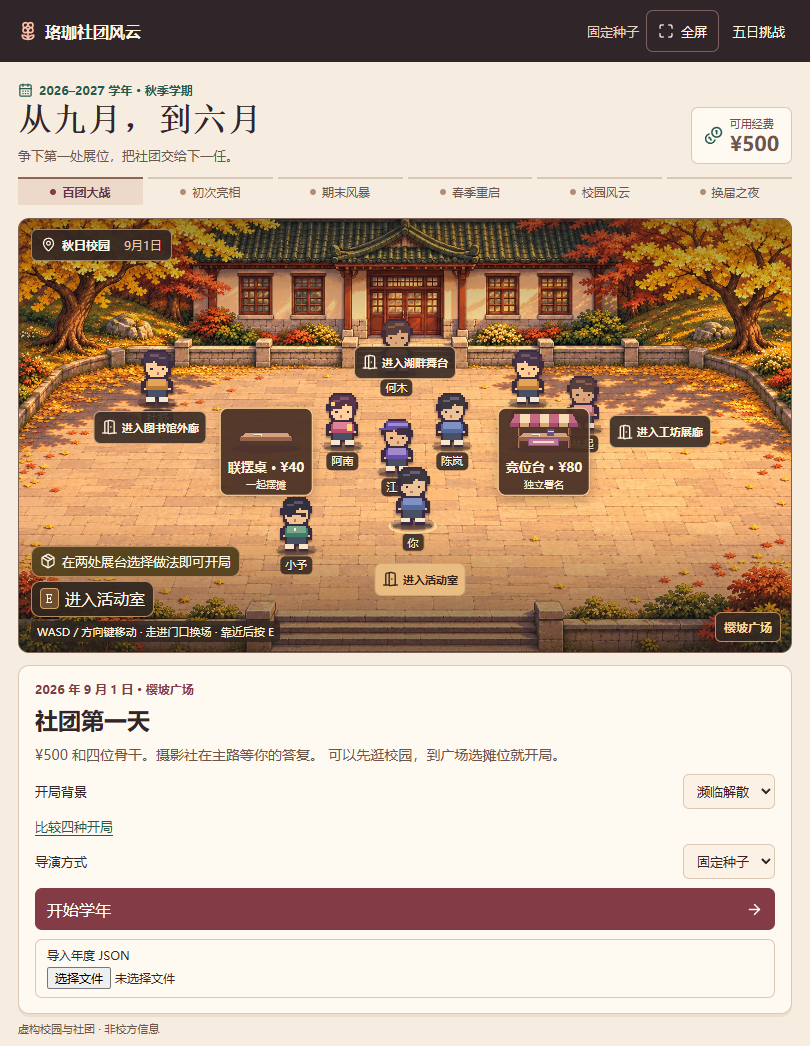 珞珈社团风云
固定种子
全屏
五日挑战
2026–2027 学年 • 秋季学期
从九月，到六月
争下第一处展位，把社团交给下一任。
可用经费
¥500
百团大战
初次亮相
期末风暴
春季重启
校园风云
换届之夜
秋日校园 9月1日
进入湖畔舞台
何木
进入图书馆外廊
进入工坊展廊
联摆桌 • ¥40
一起摆摊
阿南
陈岚
竞位台 • ¥80
独立署名
起
江
你
小予
在两处展台选择做法即可开局
E 进入活动室
进入活动室
WASD / 方向键移动 · 走进门口换场 · 靠近后按 E
樱坡广场
2026 年 9 月 1 日 • 樱坡广场
社团第一天
¥500 和四位骨干。摄影社在主路等你的答复。 可以先逛校园，到广场选摊位就开局。
开局背景
濒临解散
比较四种开局
导演方式
固定种子
开始学年
导入年度 JSON
选择文件 未选择文件
虚构校园与社团 · 非校方信息